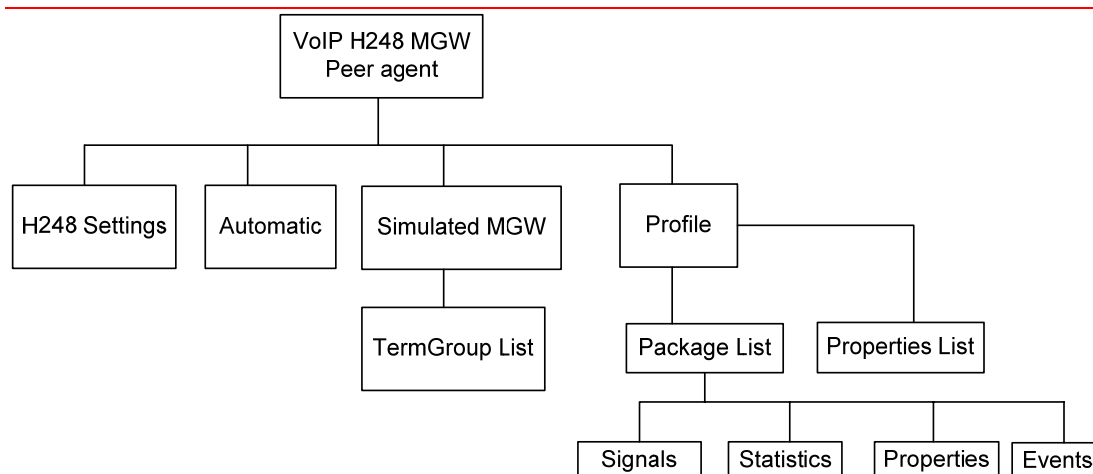 VoIP H248 MGW
Peer agent
H248 Settings
Automatic
Simulated MGW
Profile
TermGroup List
Package List
Properties List
Signals
Statistics
Properties
Events